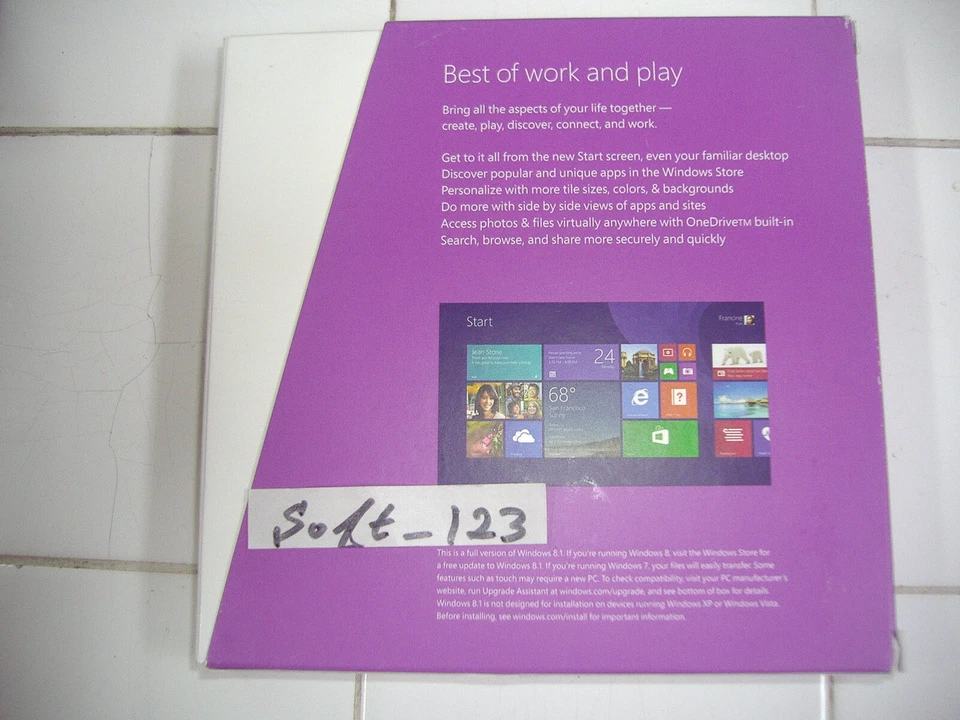 Best of work and play
Bring all the aspects of your life together —
create, play, discover, connect, and work.
Get to it all from the new Start screen, even your familiar desktop
Discover popular and unique apps in the Windows Store
Personalize with more tile sizes, colors, & backgrounds
Do more with side by side views of apps and sites
Access photos & files virtually anywhere with OneDrive™ built-in
Search, browse, and share more securely and quickly
Start
Francine
Jean Stone
24
68°
San Francisco
Sunny
Soft_123
This is a full version of Windows 8.1. If you're running Windows 8, visit the Windows Store for
a free update to Windows 8.1. If you're running Windows 7, your files will easily transfer. Some
features such as touch may require a new PC. To check compatibility, visit your PC manufacturer's
website, run Upgrade Assistant at windows.com/upgrade, and see bottom of box for details.
Windows 8.1 is not designed for installation on devices running Windows XP or Windows Vista.
Before installing, see windows.com/install for important information.